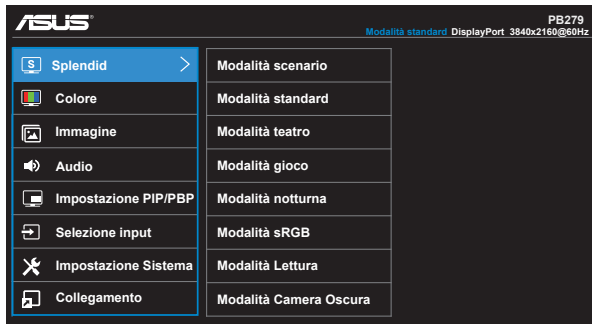 ASUS
PB279
Modalità standard DisplayPort 3840x2160@60Hz
S Splendid
Colore
Immagine
Audio
Impostazione PIP/PBP
Selezione input
Impostazione Sistema
Collegamento
Modalità scenario
Modalità standard
Modalità teatro
Modalità gioco
Modalità notturna
Modalità sRGB
Modalità Lettura
Modalità Camera Oscura